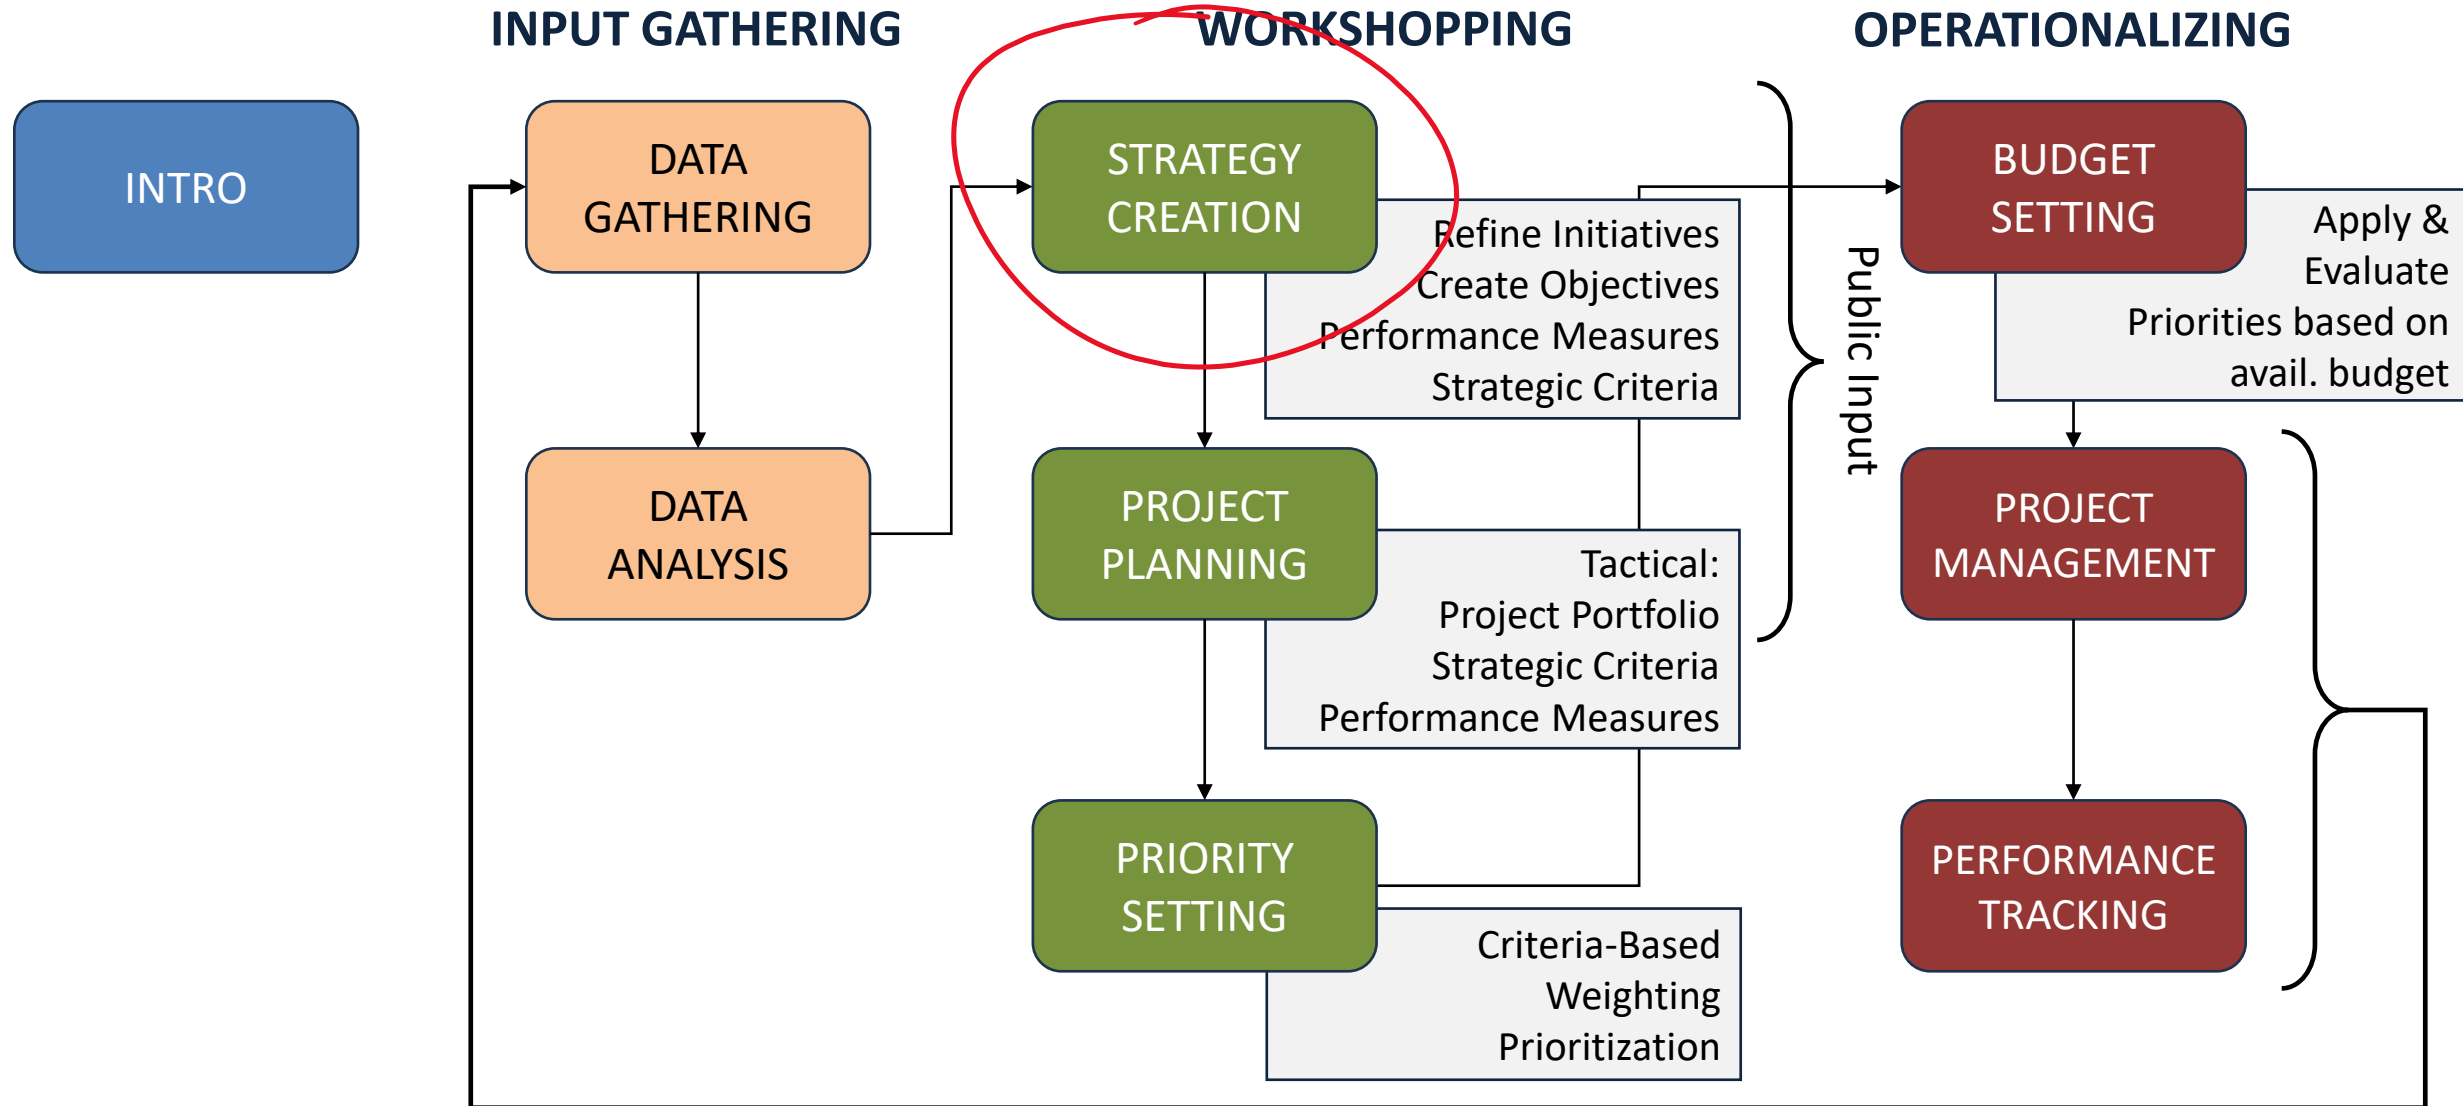 INPUT GATHERING
WORKSHOPPING
OPERATIONALIZING
INTRO
DATA
GATHERING
DATA
ANALYSIS
STRATEGY
CREATION
Refine Initiatives
Create Objectives
Performance Measures
Strategic Criteria
PROJECT
PLANNING
Tactical:
Project Portfolio
Strategic Criteria
Performance Measures
PRIORITY
SETTING
Criteria-Based
Weighting
Prioritization
Public Input
BUDGET
SETTING
Apply &
Evaluate
Priorities based on
avail. budget
PROJECT
MANAGEMENT
PERFORMANCE
TRACKING